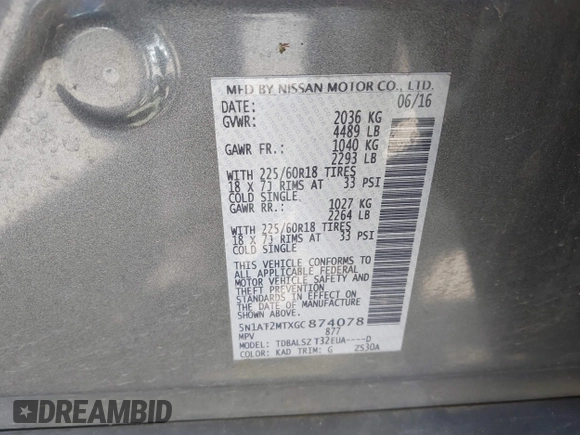 MFD BY NISSAN MOTOR CO., LTD.
DATE: 06/16
GVWR: 2036 KG
4489 LB
GAWR FR.: 1040 KG
2293 LB
WITH 225/60R18 TIRES
18 X 7J RIMS AT 33 PSI
COLD SINGLE
GAWR RR.: 1027 KG
2264 LB
WITH 225/60R18 TIRES
18 X 7J RIMS AT 33 PSI
COLD SINGLE
THIS VEHICLE CONFORMS TO
ALL APPLICABLE FEDERAL
MOTOR VEHICLE SAFETY AND
THEFT PREVENTION
STANDARDS IN EFFECT ON
THE DATE OF MANUFACTURE
SHOWN ABOVE.
5N1AT2MTXGC874078
MPV 877
MODEL: TDBALSZ T32EUA----D
COLOR: KAD TRIM: G ZS30A
DREAMBID